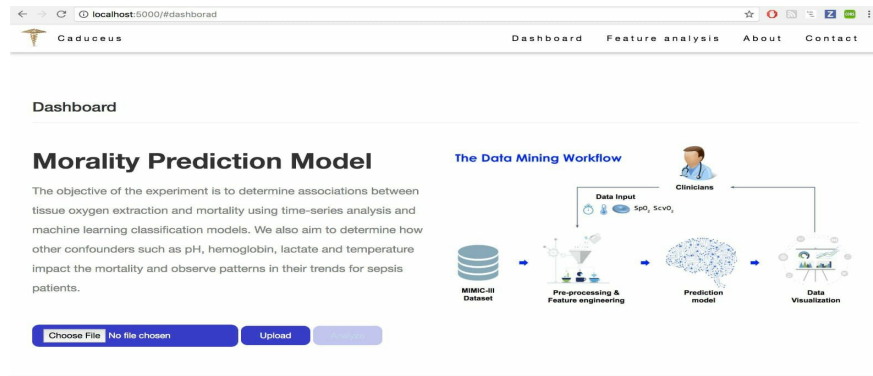 localhost:5000/#dashborad
Caduceus
Dashboard Feature analysis About Contact
Dashboard
Morality Prediction Model
The objective of the experiment is to determine associations between
tissue oxygen extraction and mortality using time-series analysis and
machine learning classification models. We also aim to determine how
other confounders such as pH, hemoglobin, lactate and temperature
impact the mortality and observe patterns in their trends for sepsis
patients.
Choose File No file chosen Upload
The Data Mining Workflow
Clinicians
Data Input
SpO2 ScvO2
MIMIC-III
Dataset
Pre-processing &
Feature engineering
Prediction
model
Data
Visualization